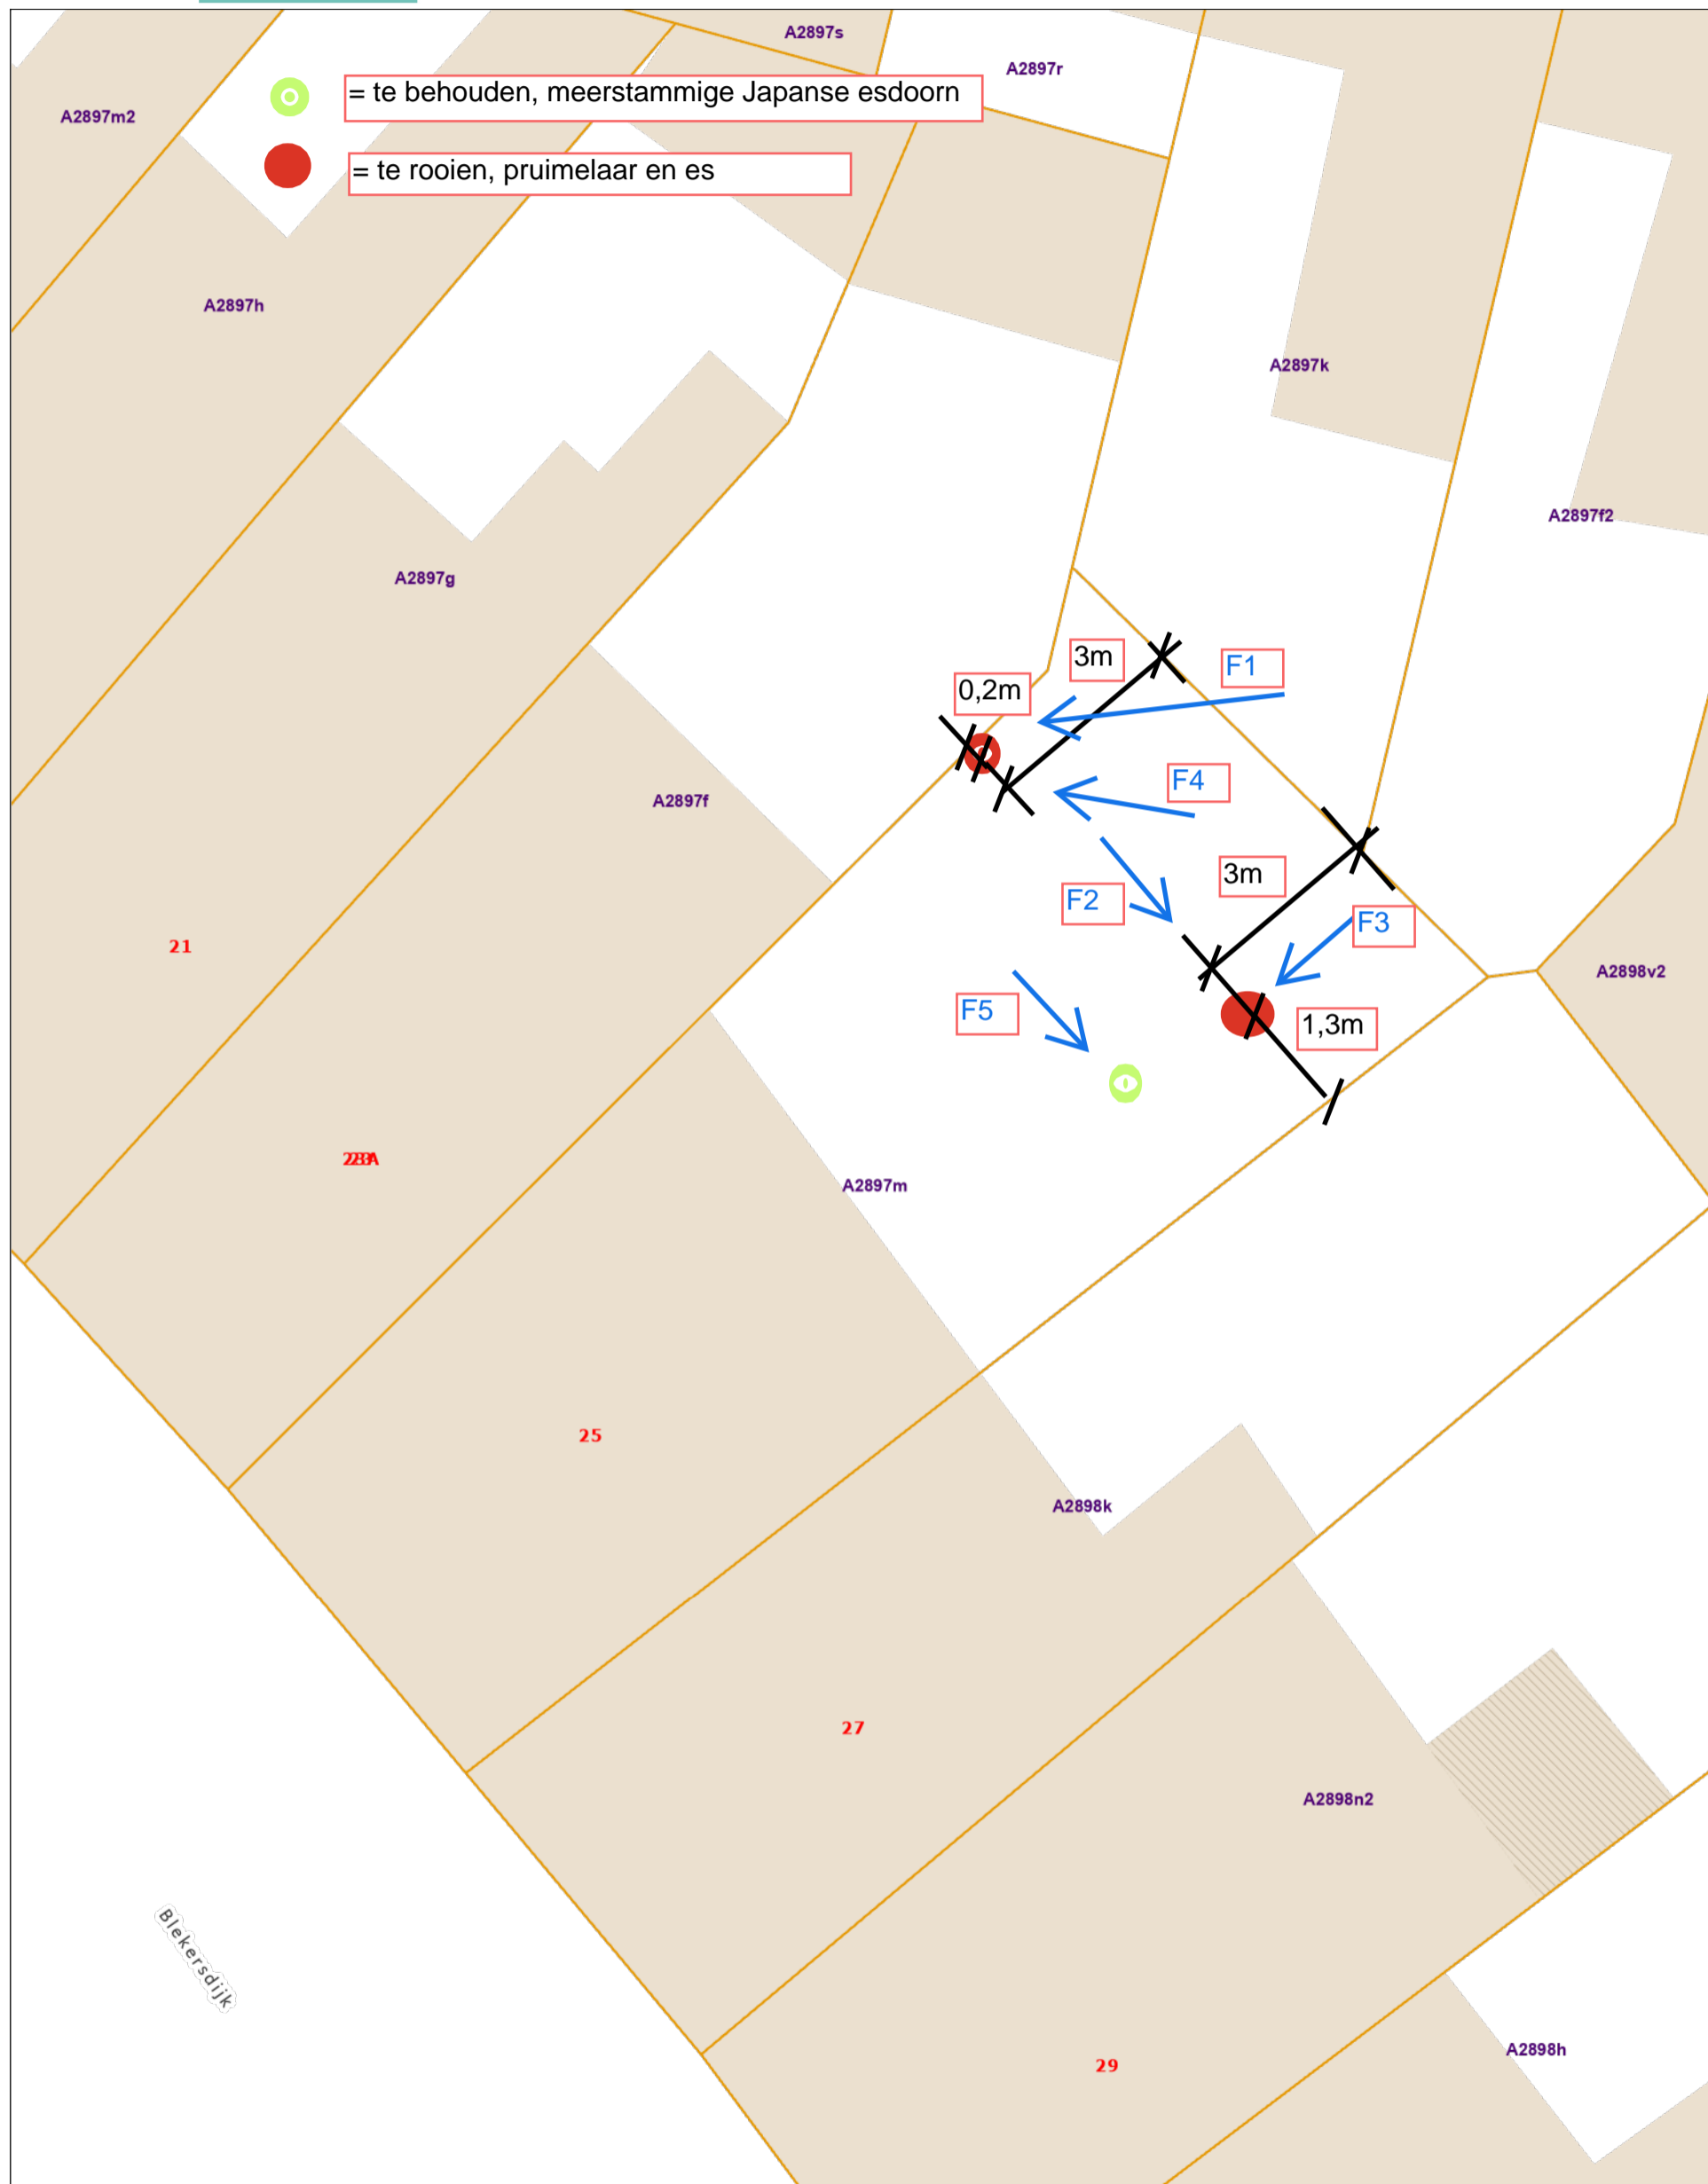 A2897s
A2897r
= te behouden, meerstammige Japanse esdoorn
A2897m2
= te rooien, pruimelaar en es
A2897h
A2897k
A2897f2
A2897g
3m
F1
0,2m
F4
A2897f
3m
F2
F3
21
A2898v2
F5
1,3m
23A
A2897m
25
A2898k
27
A2898n2
Blekersdijk
A2898h
29